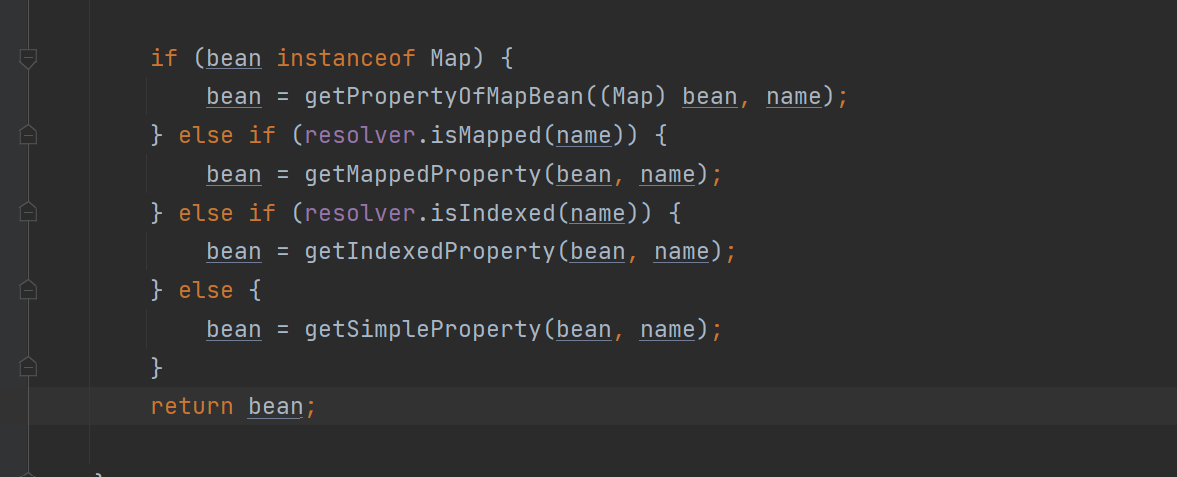 if (bean instanceof Map) {
bean = getPropertyOfMapBean((Map) bean, name);
} else if (resolver.isMapped(name)) {
bean = getMappedProperty(bean, name);
} else if (resolver.isIndexed(name)) {
bean = getIndexedProperty(bean, name);
} else {
bean = getSimpleProperty(bean, name);
}
return bean;
}